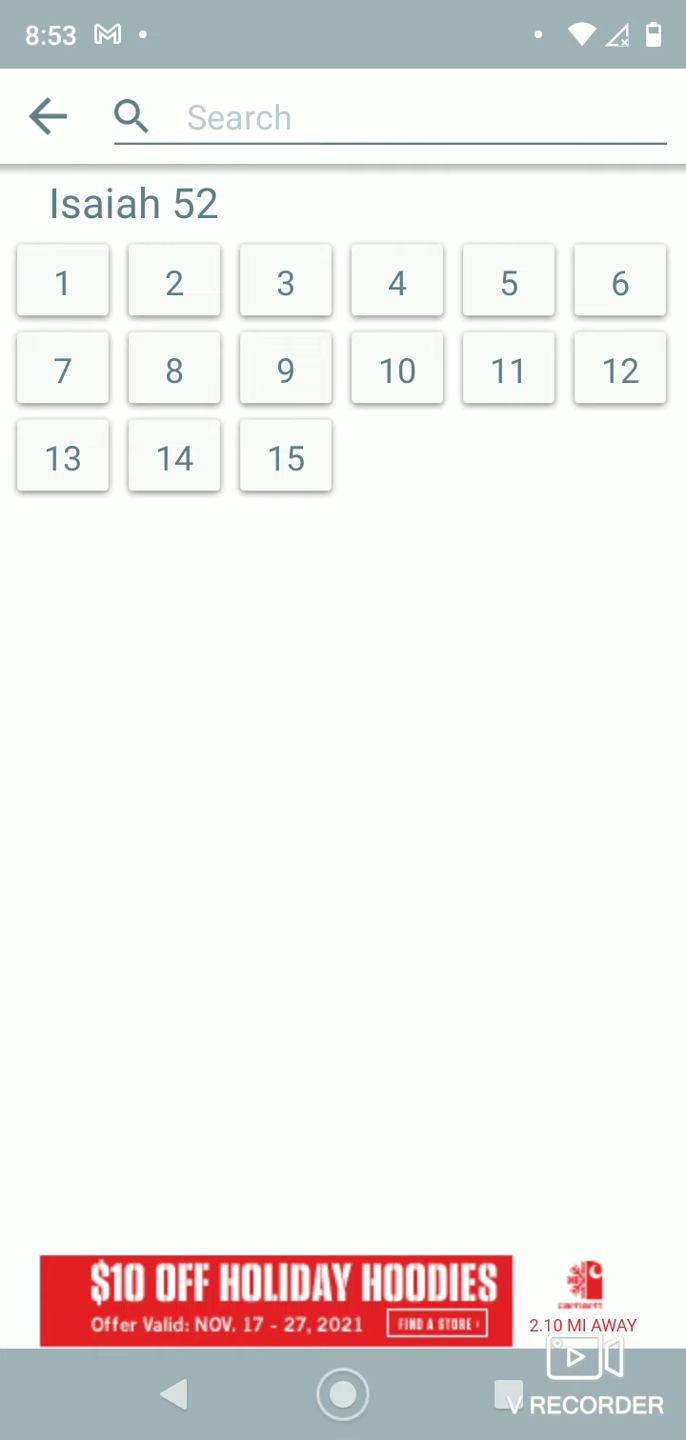 8:53
Search
Isaiah 52
1 2 3 4 5 6
7 8 9 10 11 12
13 14 15
$10 OFF HOLIDAY HOODIES
Offer Valid: NOV. 17 - 27, 2021 FIND A STORE ›
carhartt
2.10 MI AWAY
V RECORDER